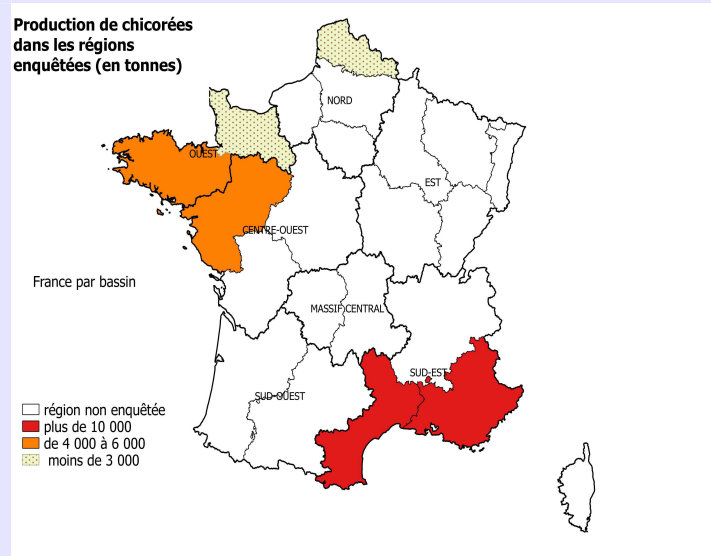 Production de chicorées
dans les régions
enquêtées (en tonnes)
NORD
OUEST
EST
CENTRE-OUEST
France par bassin
MASSIF CENTRAL
SUD-EST
SUD-OUEST
région non enquêtée
plus de 10 000
de 4 000 à 6 000
moins de 3 000